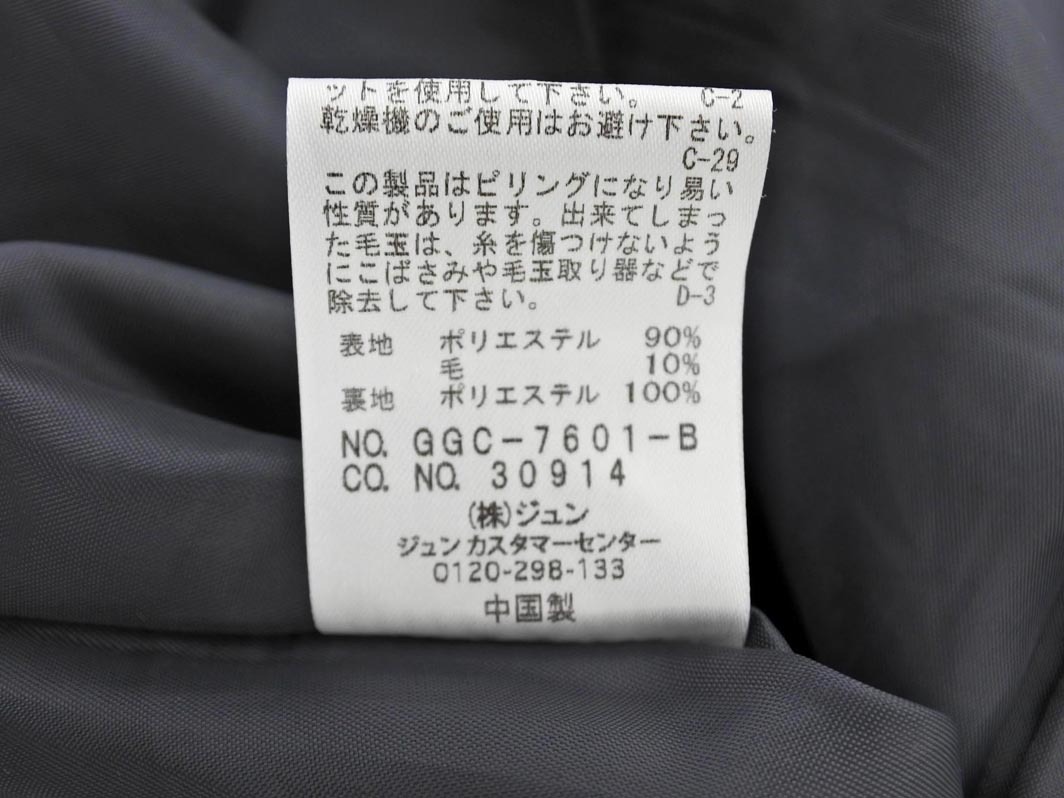 ットを使用して下さい。 C-2
乾燥機のご使用はお避け下さい。
C-29
この製品はピリングになり易い
性質があります。出来てしまっ
た毛玉は、糸を傷つけないよう
にこばさみや毛玉取り器などで
除去して下さい。 D-3
表地 ポリエステル 90%
毛 10%
裏地 ポリエステル 100%
NO. GGC-7601-B
CO. NO. 30914
(株)ジュン
ジュンカスタマーセンター
0120-298-133
中国製